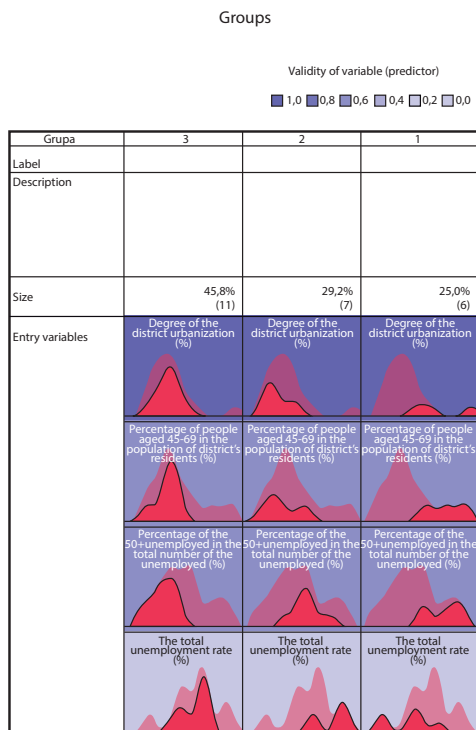 Groups
Validity of variable (predictor)
1,0 0,8 0,6 0,4 0,2 0,0
Grupa 3 2 1
Label
Description
Size
45,8% 29,2% 25,0%
(11) (7) (6)
Entry variables
Degree of the Degree of the Degree of the
district urbanization district urbanization district urbanization
(%) (%) (%)
Percentage of people Percentage of people Percentage of people
aged 45-69 in the aged 45-69 in the aged 45-69 in the
population of district's population of district's population of district's
residents (%) residents (%) residents (%)
Percentage of the Percentage of the Percentage of the
50+unemployed in the 50+unemployed in the 50+unemployed in the
total number of the total number of the total number of the
unemployed (%) unemployed (%) unemployed (%)
The total The total The total
unemployment rate unemployment rate unemployment rate
(%) (%) (%)